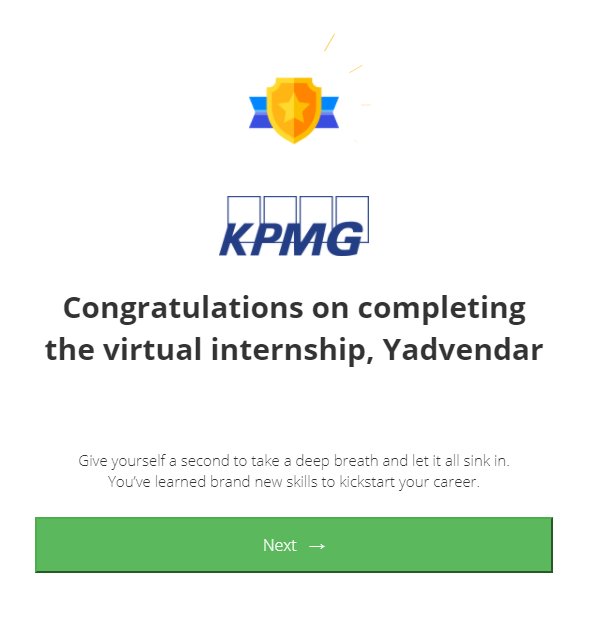 KPMG
Congratulations on completing
the virtual internship, Yadvendar
Give yourself a second to take a deep breath and let it all sink in.
You’ve learned brand new skills to kickstart your career.
Next →